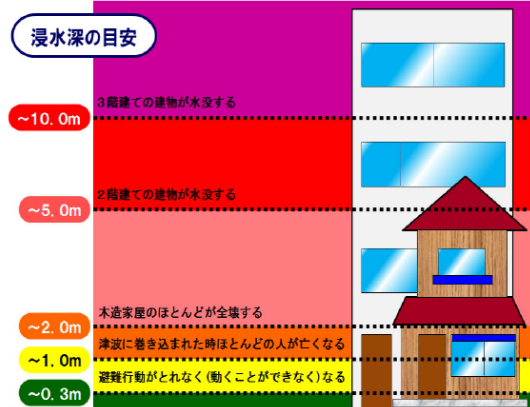 浸水深の目安
3階建ての建物が水没する
~10.0m
2階建ての建物が水没する
~5.0m
木造家屋のほとんどが全壊する
~2.0m
津波に巻き込まれた時ほとんどの人が亡くなる
~1.0m
避難行動がとれなく(動くことができなく)なる
~0.3m